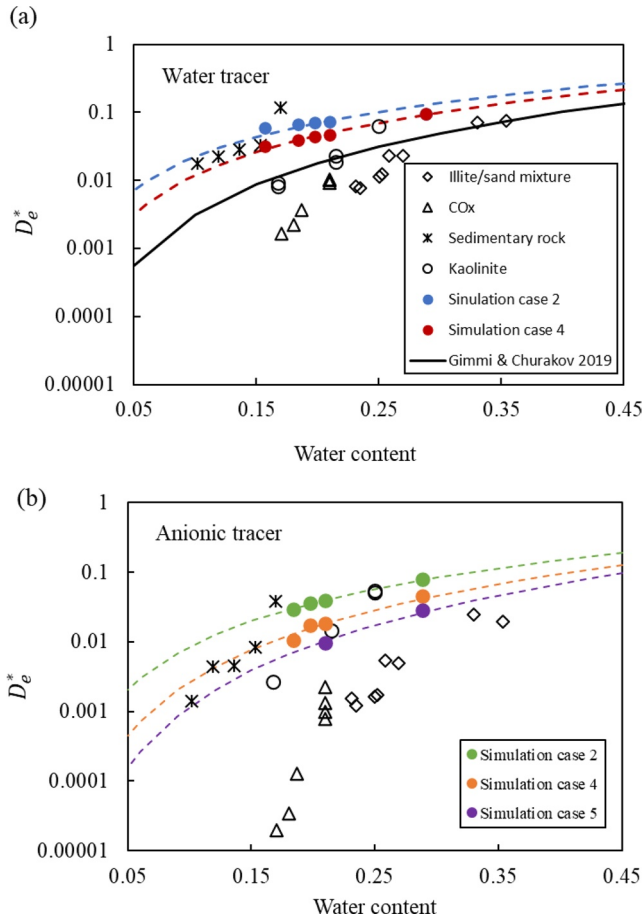 (a)
1
0.1
0.01
0.001
0.0001
0.00001
D*e
Water tracer
Illite/sand mixture
COx
Sedimentary rock
Kaolinite
Sinulation case 2
Simulation case 4
Gimmi & Churakov 2019
0.05 0.15 0.25 0.35 0.45
Water content
(b)
1
0.1
0.01
0.001
0.0001
0.00001
D*e
Anionic tracer
Simulation case 2
Simulation case 4
Simulation case 5
0.05 0.15 0.25 0.35 0.45
Water content